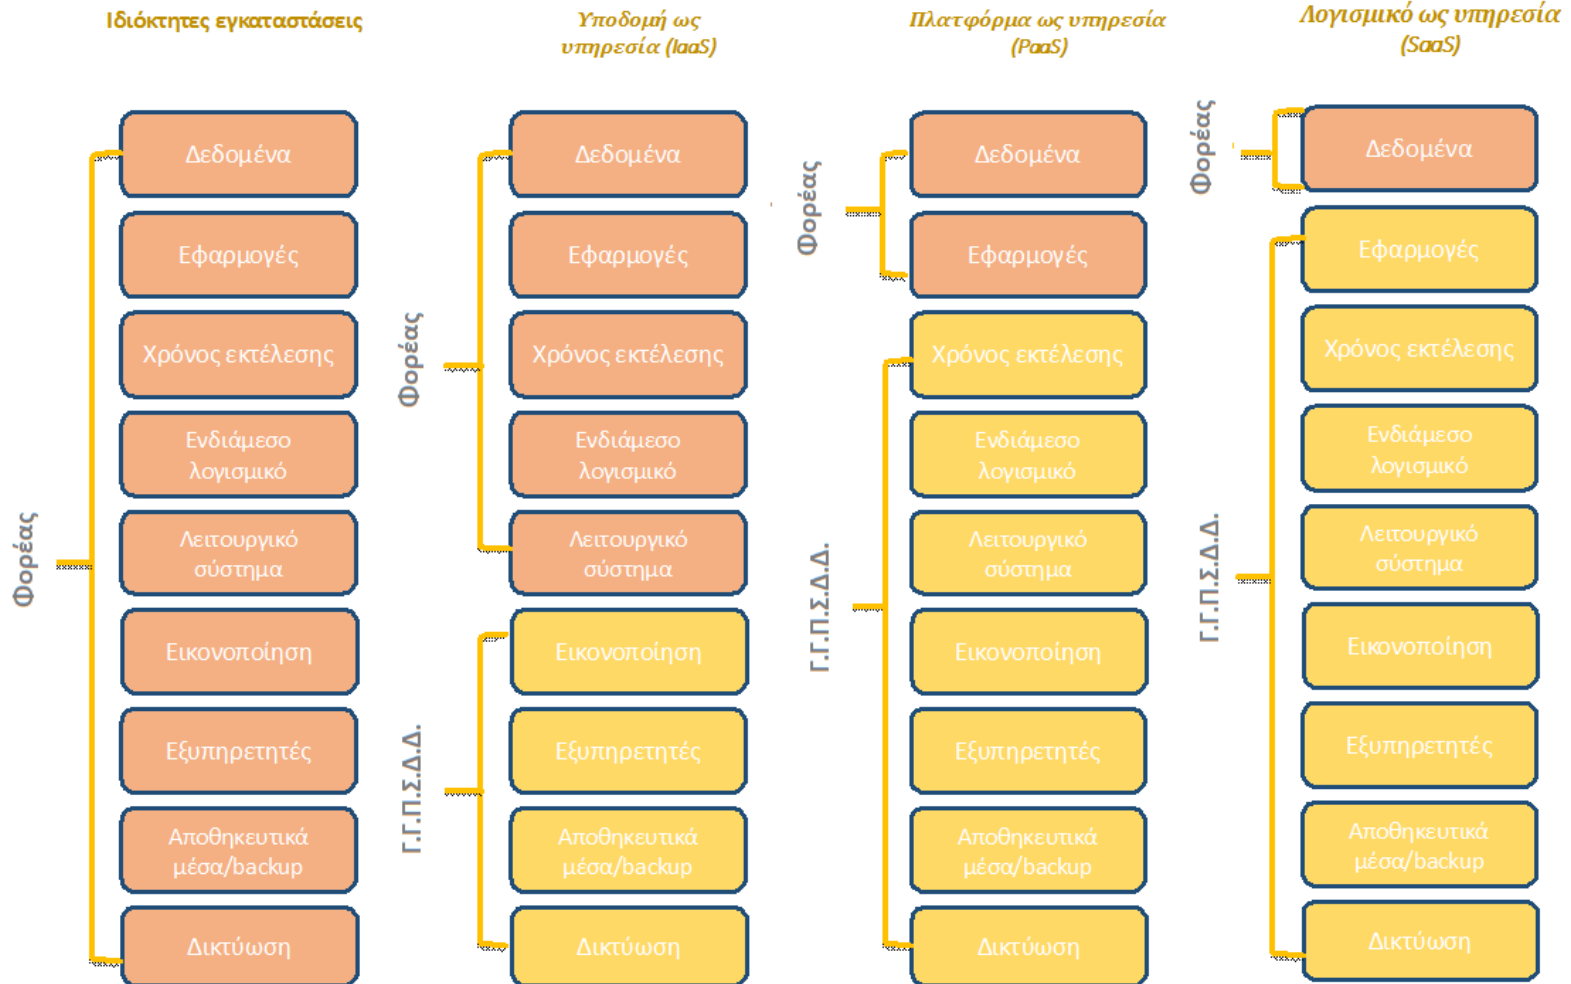 Ιδιόκτητες εγκαταστάσεις
Φορέας
Δεδομένα
Εφαρμογές
Χρόνος εκτέλεσης
Ενδιάμεσο
λογισμικό
Λειτουργικό
σύστημα
Εικονοποίηση
Εξυπηρετητές
Αποθηκευτικά
μέσα/backup
Δικτύωση
Υποδομή ως
υπηρεσία (IaaS)
Φορέας
Δεδομένα
Εφαρμογές
Χρόνος εκτέλεσης
Ενδιάμεσο
λογισμικό
Λειτουργικό
σύστημα
Γ.Γ.Π.Σ.Δ.Δ.
Εικονοποίηση
Εξυπηρετητές
Αποθηκευτικά
μέσα/backup
Δικτύωση
Πλατφόρμα ως υπηρεσία
(PaaS)
Φορέας
Δεδομένα
Εφαρμογές
Γ.Γ.Π.Σ.Δ.Δ.
Χρόνος εκτέλεσης
Ενδιάμεσο
λογισμικό
Λειτουργικό
σύστημα
Εικονοποίηση
Εξυπηρετητές
Αποθηκευτικά
μέσα/backup
Δικτύωση
Λογισμικό ως υπηρεσία
(SaaS)
Φορέας
Δεδομένα
Γ.Γ.Π.Σ.Δ.Δ.
Εφαρμογές
Χρόνος εκτέλεσης
Ενδιάμεσο
λογισμικό
Λειτουργικό
σύστημα
Εικονοποίηση
Εξυπηρετητές
Αποθηκευτικά
μέσα/backup
Δικτύωση